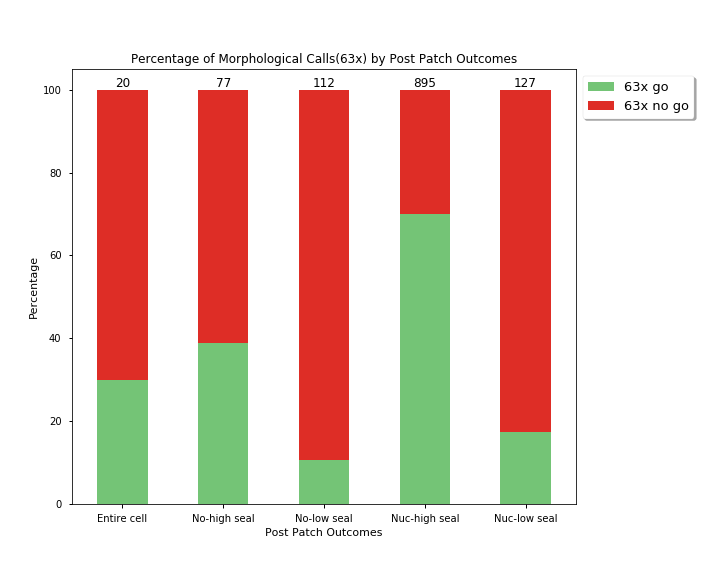 Percentage of Morphological Calls(63x) by Post Patch Outcomes
20 77 112 895 127
63x go
63x no go
100
80
60
40
20
0
Percentage
Entire cell No-high seal No-low seal Nuc-high seal Nuc-low seal
Post Patch Outcomes